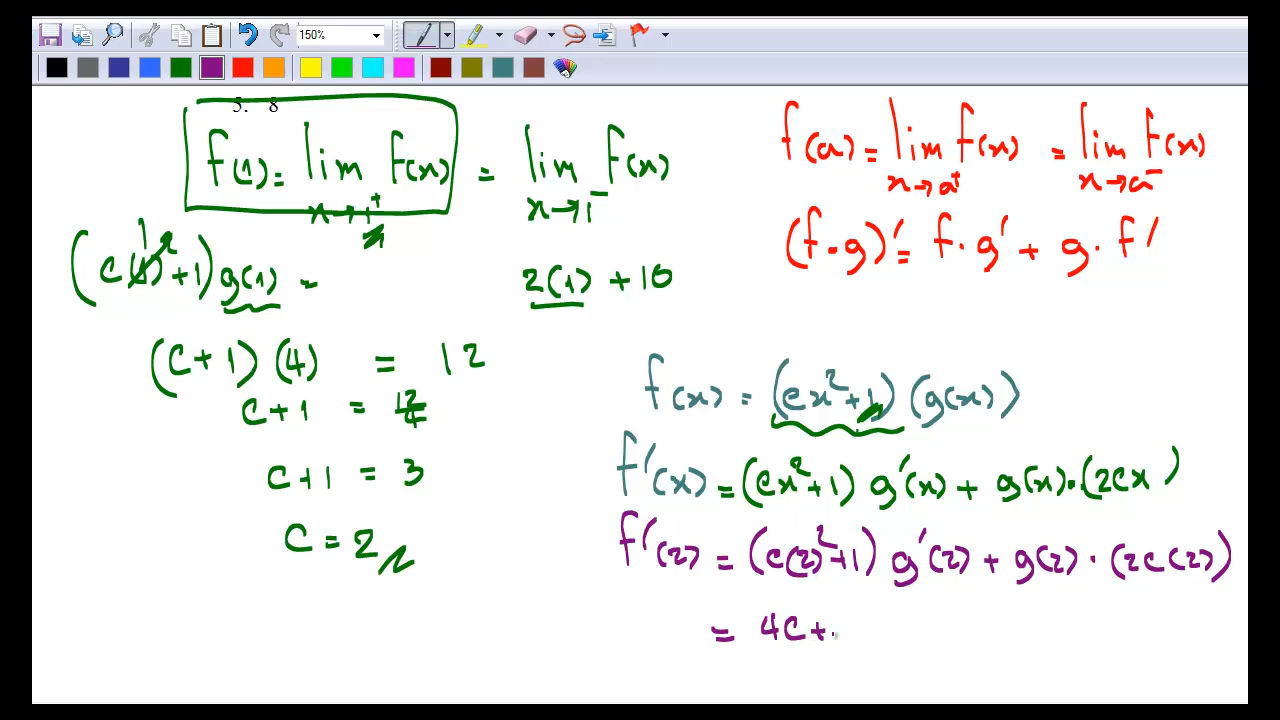 150%
5. 8
f(1) = lim x→1⁺ f(x) = lim x→1⁻ f(x)
(c(1)² + 1) g(1) = 2(1) + 10
(c + 1)(4) = 12
c + 1 = 12/4
c + 1 = 3
c = 2
f(a) = lim x→a⁺ f(x) = lim x→a⁻ f(x)
(f · g)′ = f · g′ + g · f′
f(x) = (cx² + 1)(g(x))
f′(x) = (cx² + 1) g′(x) + g(x) · (2cx)
f′(2) = (c(2)² + 1) g′(2) + g(2) · (2c(2))
= 4c +